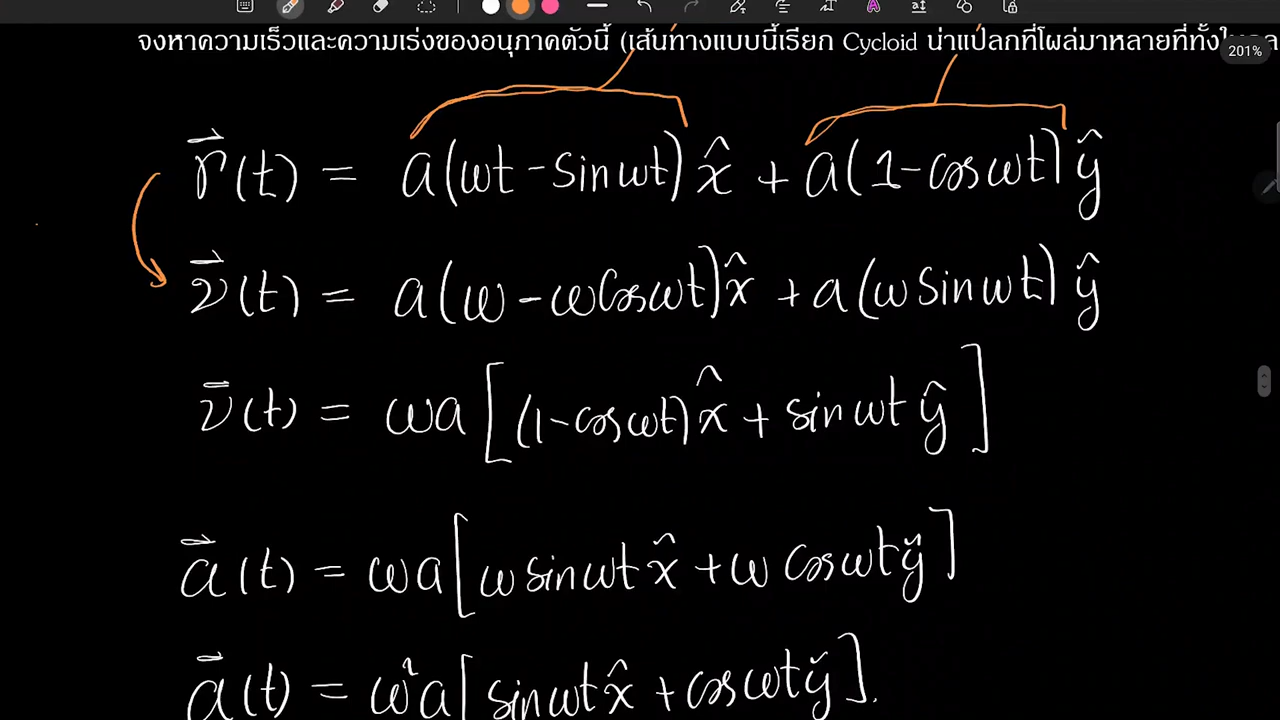 จงหาความเร็วและความเร่งของอนุภาคตัวนี้ (เส้นทางแบบนี้เรียก Cycloid น่าแปลกที่โผล่มาหลายที่ทั้งใน
201%
r⃗(t) = a(ωt - sinωt) x̂ + a(1 - cosωt) ŷ
v⃗(t) = a(ω - ωcosωt) x̂ + a(ω sinωt) ŷ
v̄(t) = ωa [(1 - cosωt) x̂ + sinωt ŷ]
a⃗(t) = ωa [ω sinωt x̂ + ω cosωt y̌]
a⃗(t) = ω²a [sinωt x̂ + cosωt y̌].